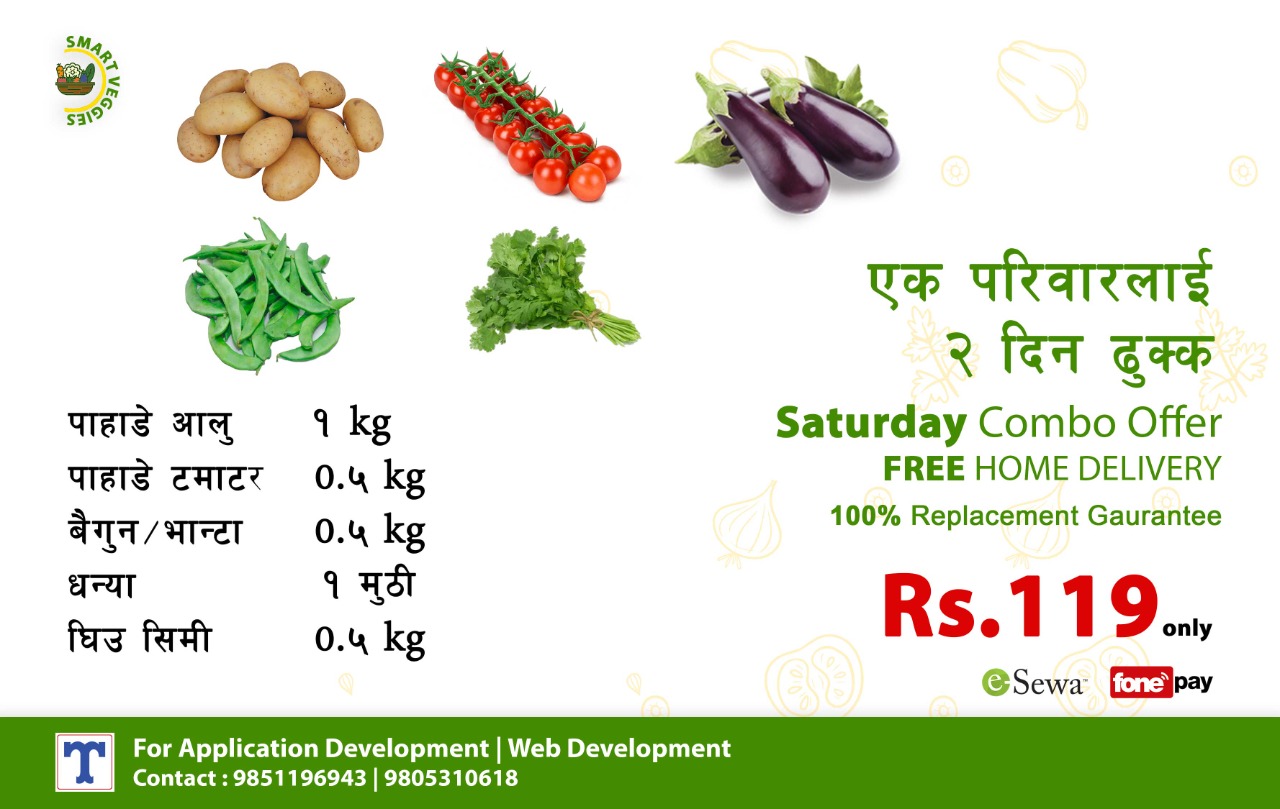 SMART VEGGIES
एक परिवारलाई
२ दिन ढुक्क
Saturday Combo Offer
FREE HOME DELIVERY
100% Replacement Gaurantee
Rs.119 only
e-Sewa™ fonepay
पाहाडे आलु १ kg
पाहाडे टमाटर 0.५ kg
बैगुन/भान्टा 0.५ kg
धन्या १ मुठी
घिउ सिमी 0.५ kg
T For Application Development | Web Development
Contact : 9851196943 | 9805310618